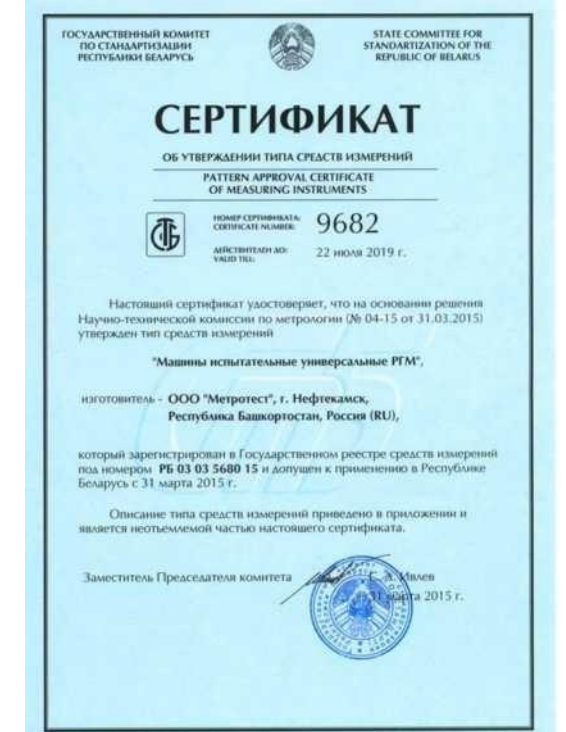 ГОСУДАРСТВЕННЫЙ КОМИТЕТ
ПО СТАНДАРТИЗАЦИИ
РЕСПУБЛИКИ БЕЛАРУСЬ
STATE COMMITTEE FOR
STANDARTIZATION OF THE
REPUBLIC OF BELARUS
СЕРТИФИКАТ
ОБ УТВЕРЖДЕНИИ ТИПА СРЕДСТВ ИЗМЕРЕНИЙ
PATTERN APPROVAL CERTIFICATE
OF MEASURING INSTRUMENTS
НОМЕР СЕРТИФИКАТА:
CERTIFICATE NUMBER:
9682
ДЕЙСТВИТЕЛЕН ДО:
VALID TILL:
22 июля 2019 г.
Настоящий сертификат удостоверяет, что на основании решения
Научно-технической комиссии по метрологии (№ 04-15 от 31.03.2015)
утвержден тип средств измерений
"Машины испытательные универсальные РГМ",
изготовитель - ООО "Метротест", г. Нефтекамск,
Республика Башкортостан, Россия (RU),
который зарегистрирован в Государственном реестре средств измерений
под номером РБ 03 03 5680 15 и допущен к применению в Республике
Беларусь с 31 марта 2015 г.
Описание типа средств измерений приведено в приложении и
является неотъемлемой частью настоящего сертификата.
Заместитель Председателя комитета
Ивлев
31 марта 2015 г.